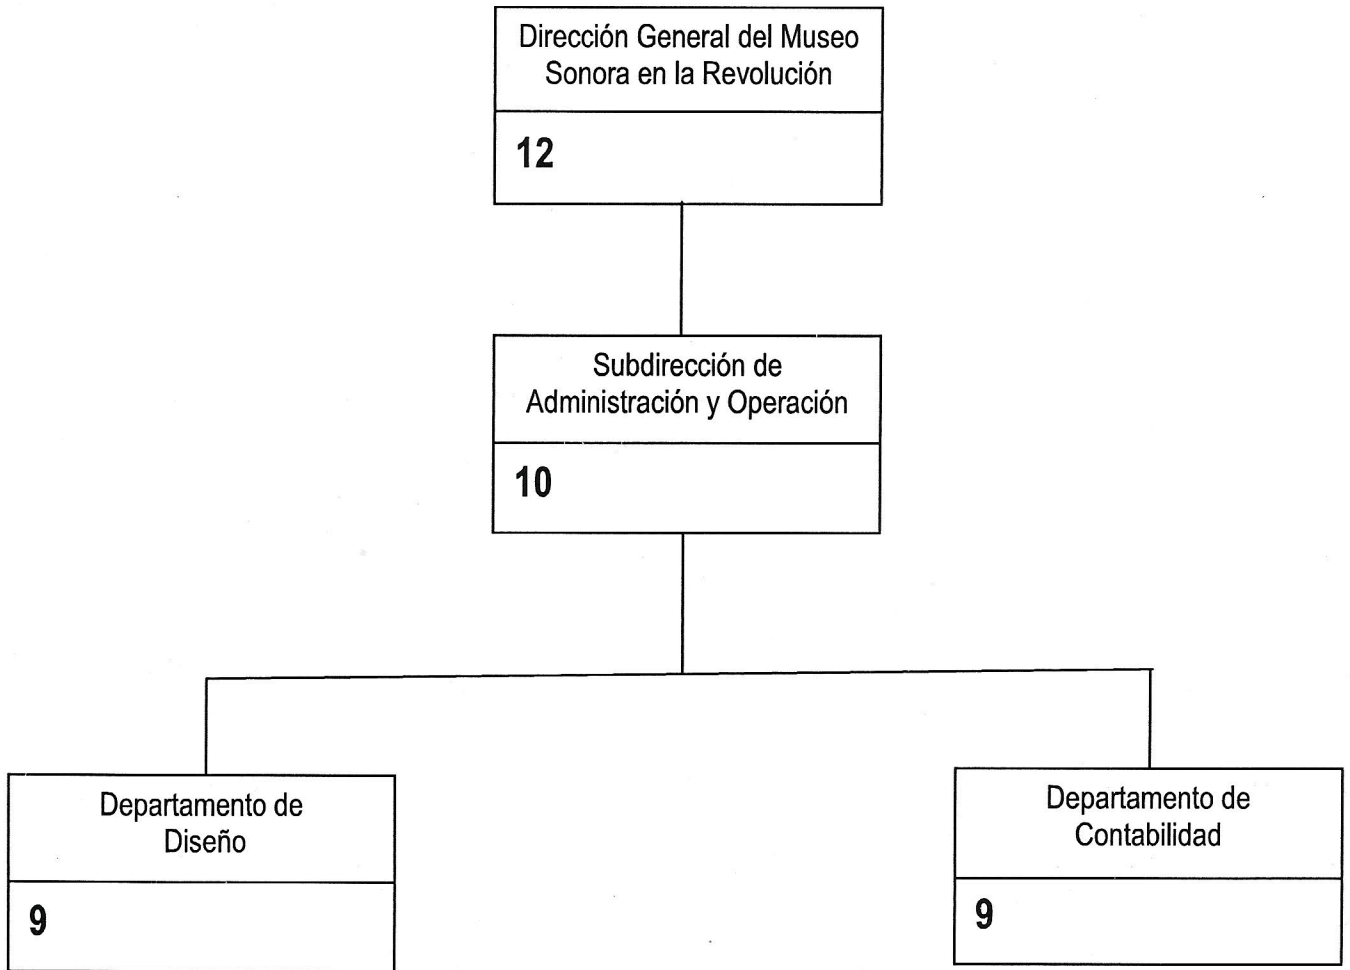 Dirección General del Museo
Sonora en la Revolución
12
Subdirección de
Administración y Operación
10
Departamento de
Diseño
9
Departamento de
Contabilidad
9